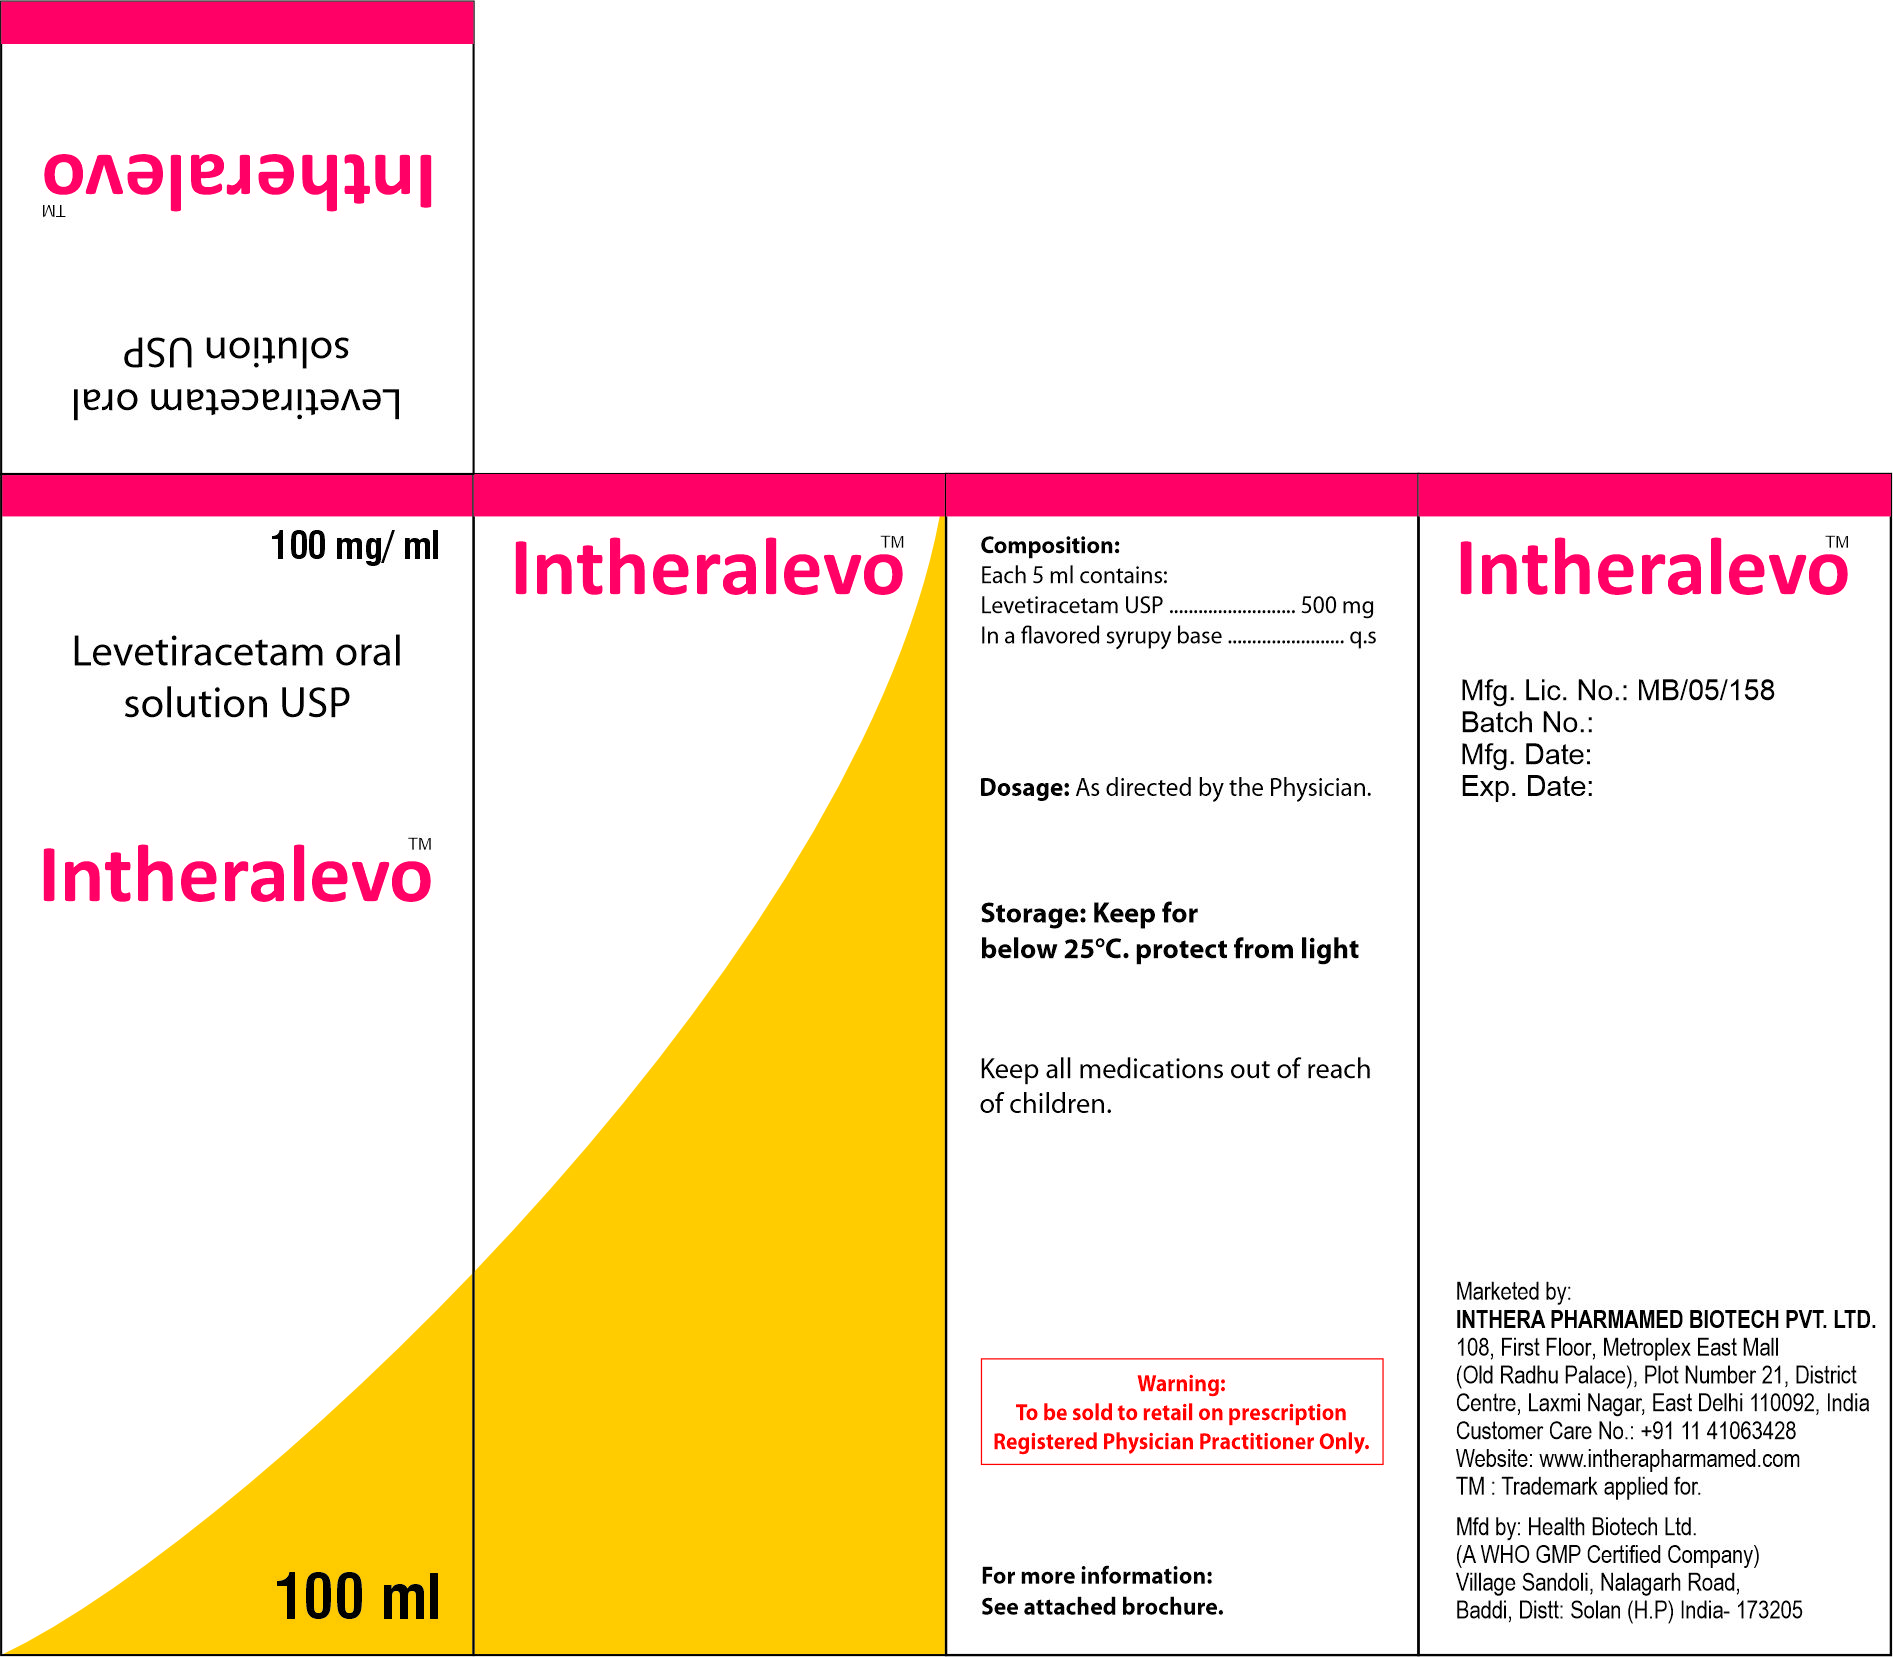 Intheralevo
TM
Levetiracetam oral
solution USP
100 mg/ ml
Levetiracetam oral
solution USP
Intheralevo TM
100 ml
Intheralevo TM
Composition:
Each 5 ml contains:
Levetiracetam USP .......................... 500 mg
In a flavored syrupy base ........................ q.s
Dosage: As directed by the Physician.
Storage: Keep for
below 25°C. protect from light
Keep all medications out of reach
of children.
Warning:
To be sold to retail on prescription
Registered Physician Practitioner Only.
For more information:
See attached brochure.
Intheralevo TM
Mfg. Lic. No.: MB/05/158
Batch No.:
Mfg. Date:
Exp. Date:
Marketed by:
INTHERA PHARMAMED BIOTECH PVT. LTD.
108, First Floor, Metroplex East Mall
(Old Radhu Palace), Plot Number 21, District
Centre, Laxmi Nagar, East Delhi 110092, India
Customer Care No.: +91 11 41063428
Website: www.intherapharmamed.com
TM : Trademark applied for.
Mfd by: Health Biotech Ltd.
(A WHO GMP Certified Company)
Village Sandoli, Nalagarh Road,
Baddi, Distt: Solan (H.P) India- 173205